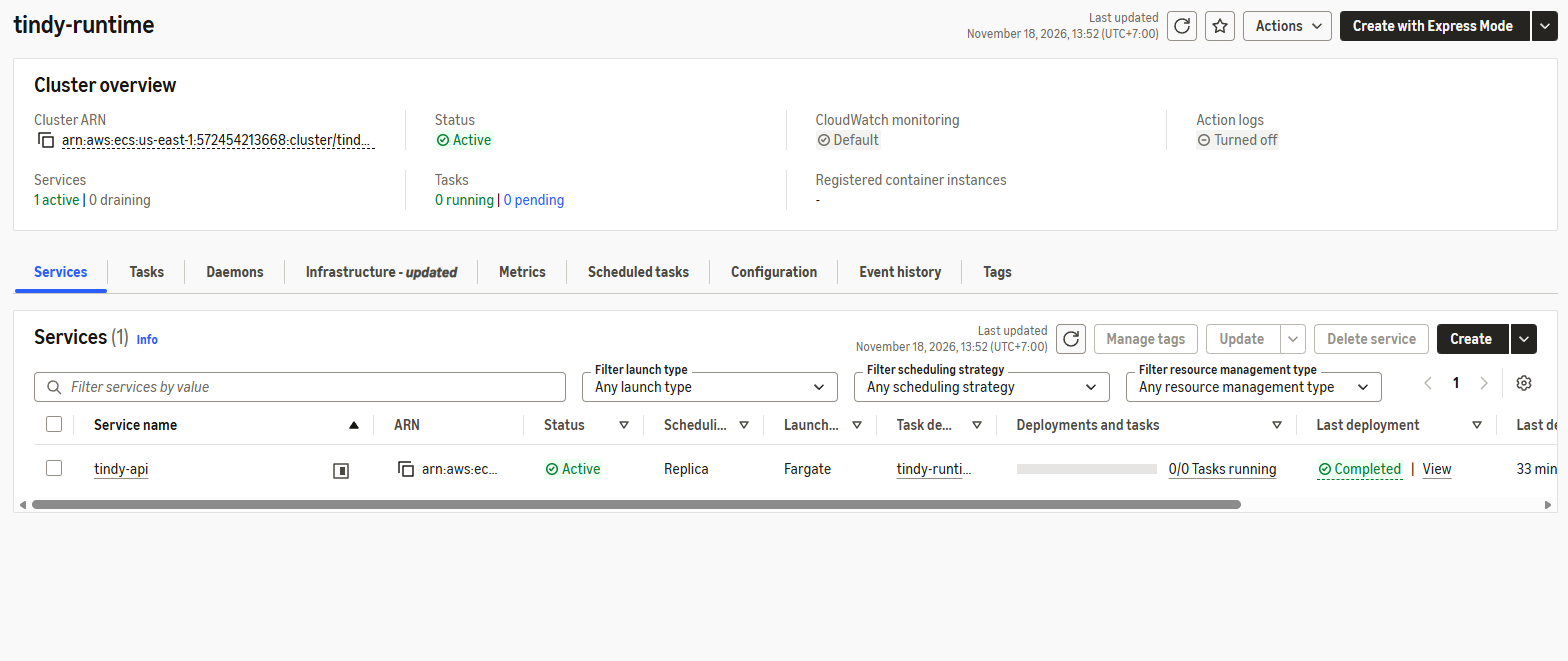 tindy-runtime
Last updated
November 18, 2026, 13:52 (UTC+7:00)
Actions
Create with Express Mode
Cluster overview
Cluster ARN
arn:aws:ecs:us-east-1:572454213668:cluster/tind...
Status
Active
CloudWatch monitoring
Default
Action logs
Turned off
Services
1 active | 0 draining
Tasks
0 running | 0 pending
Registered container instances
-
Services Tasks Daemons Infrastructure - updated Metrics Scheduled tasks Configuration Event history Tags
Services (1) Info
Last updated
November 18, 2026, 13:52 (UTC+7:00)
Manage tags
Update
Delete service
Create
Filter services by value
Filter launch type
Any launch type
Filter scheduling strategy
Any scheduling strategy
Filter resource management type
Any resource management type
1
Service name ARN Status Scheduli... Launch... Task de... Deployments and tasks Last deployment Last de
tindy-api arn:aws:ec... Active Replica Fargate tindy-runti... 0/0 Tasks running Completed | View 33 min